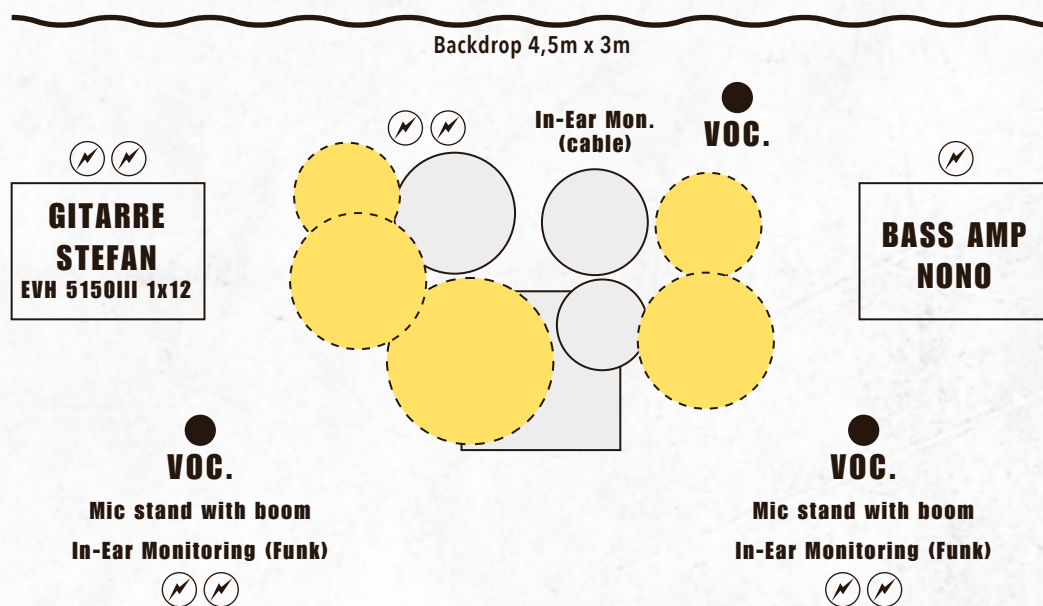 Backdrop 4,5m x 3m
In-Ear Mon.
(cable)
VOC.
GITARRE
STEFAN
EVH 5150III 1x12
BASS AMP
NONO
VOC.
Mic stand with boom
In-Ear Monitoring (Funk)
VOC.
Mic stand with boom
In-Ear Monitoring (Funk)